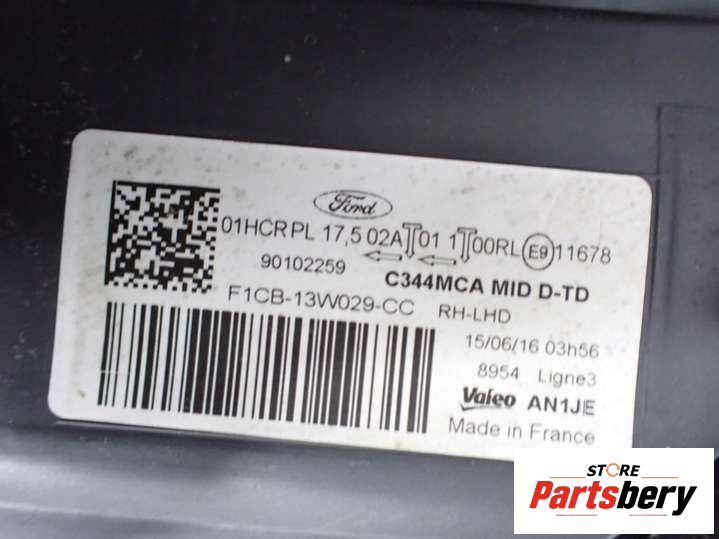 Ford
01HCR PL 17,5 02A 01 1 00RL E9 11678
90102259
C344MCA MID D-TD
F1CB-13W029-CC RH-LHD
15/06/16 03h56
8954 Ligne3
Valeo AN1JE
Made in France
STORE
Partsbery